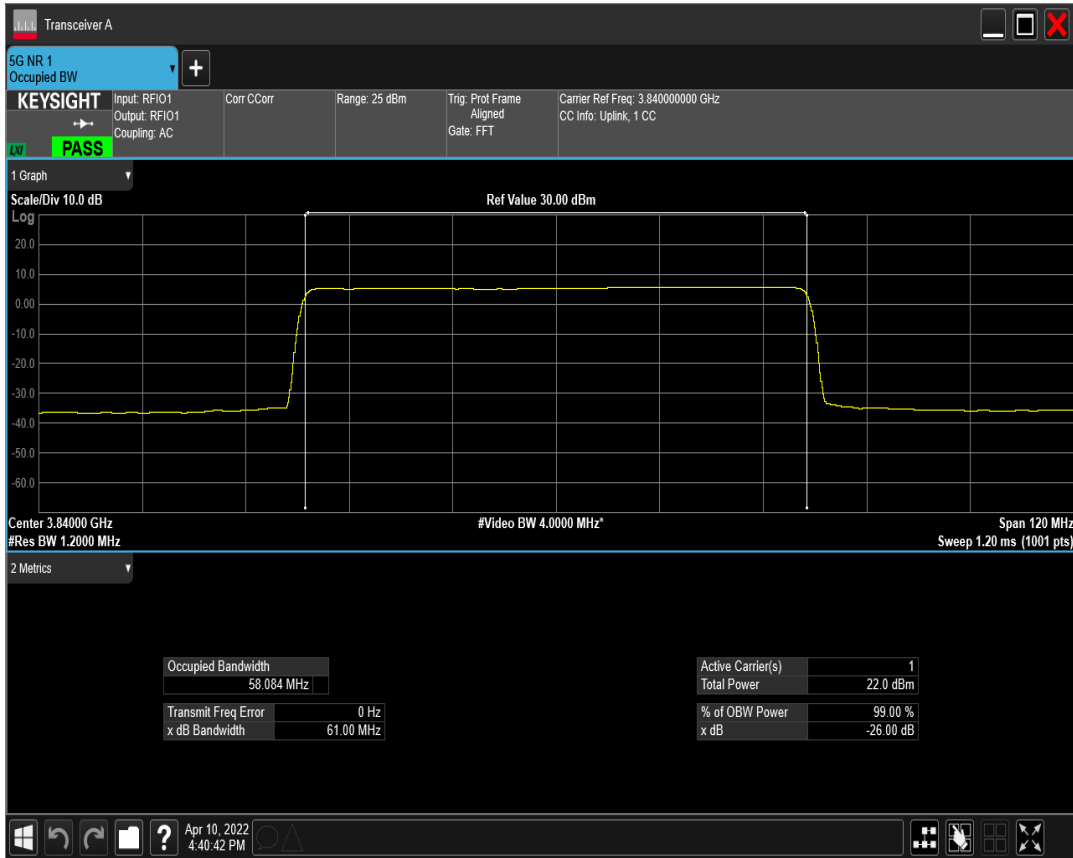 Transceiver A
5G NR 1
Occupied BW
+
KEYSIGHT
LXI
PASS
Input: RFIO1
Output: RFIO1
Coupling: AC
Corr CCorr
Range: 25 dBm
Trig: Prot Frame
Aligned
Gate: FFT
Carrier Ref Freq: 3.840000000 GHz
CC Info: Uplink, 1 CC
1 Graph
Scale/Div 10.0 dB
Ref Value 30.00 dBm
Log
20.0
10.0
0.00
-10.0
-20.0
-30.0
-40.0
-50.0
-60.0
Center 3.84000 GHz
#Video BW 4.0000 MHz*
Span 120 MHz
#Res BW 1.2000 MHz
Sweep 1.20 ms (1001 pts)
2 Metrics
Occupied Bandwidth
58.084 MHz
Transmit Freq Error 0 Hz
x dB Bandwidth 61.00 MHz
Active Carrier(s) 1
Total Power 22.0 dBm
% of OBW Power 99.00 %
x dB -26.00 dB
?
Apr 10, 2022
4:40:42 PM